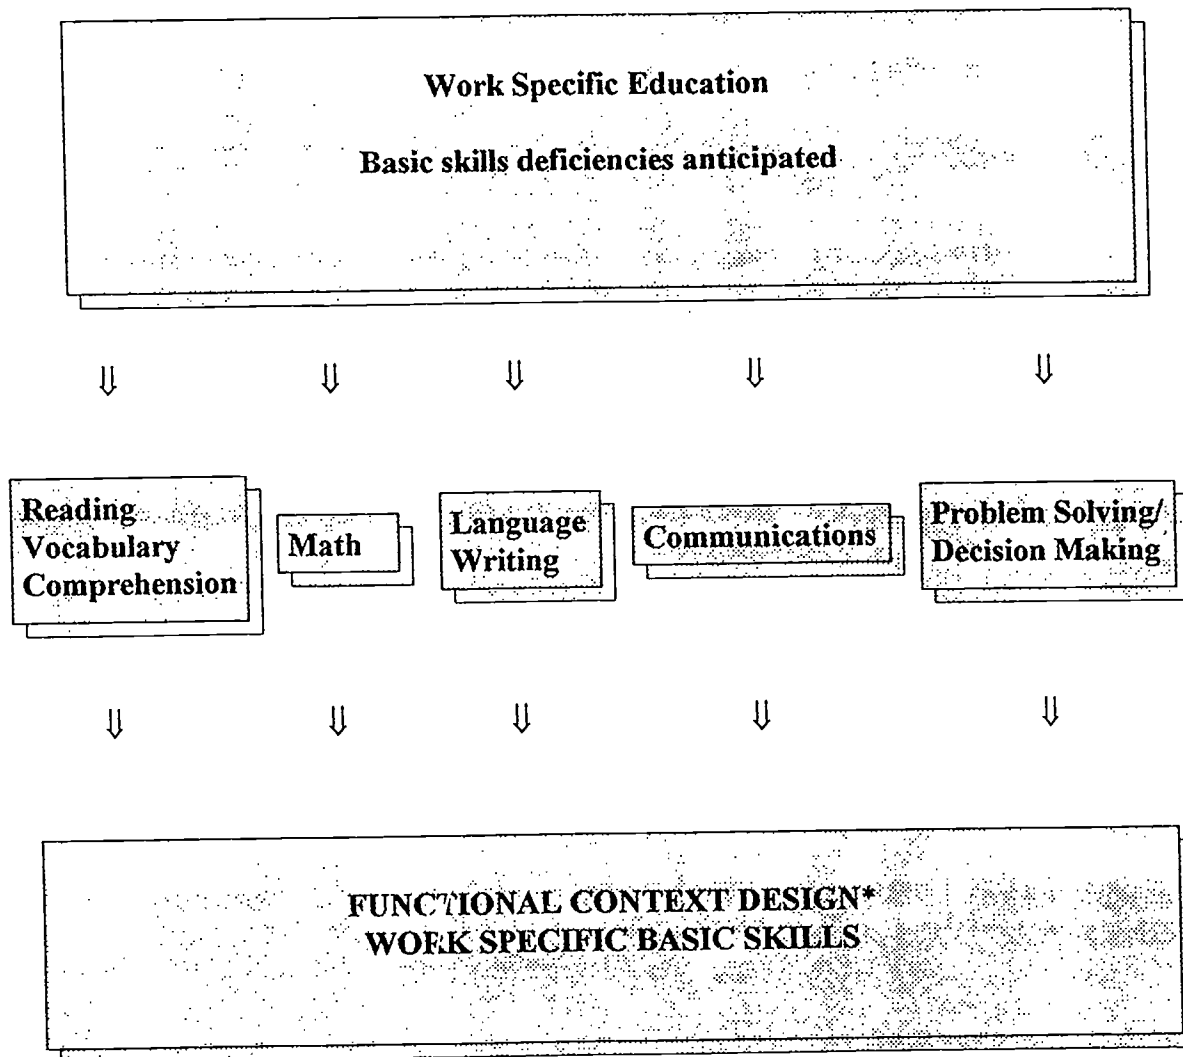 Work Specific Education
Basic skills deficiencies anticipated
⇓ ⇓ ⇓ ⇓ ⇓
Reading
Vocabulary
Comprehension
Math
Language
Writing
Communications
Problem Solving/
Decision Making
⇓ ⇓ ⇓ ⇓ ⇓
FUNCTIONAL CONTEXT DESIGN*
WORK SPECIFIC BASIC SKILLS